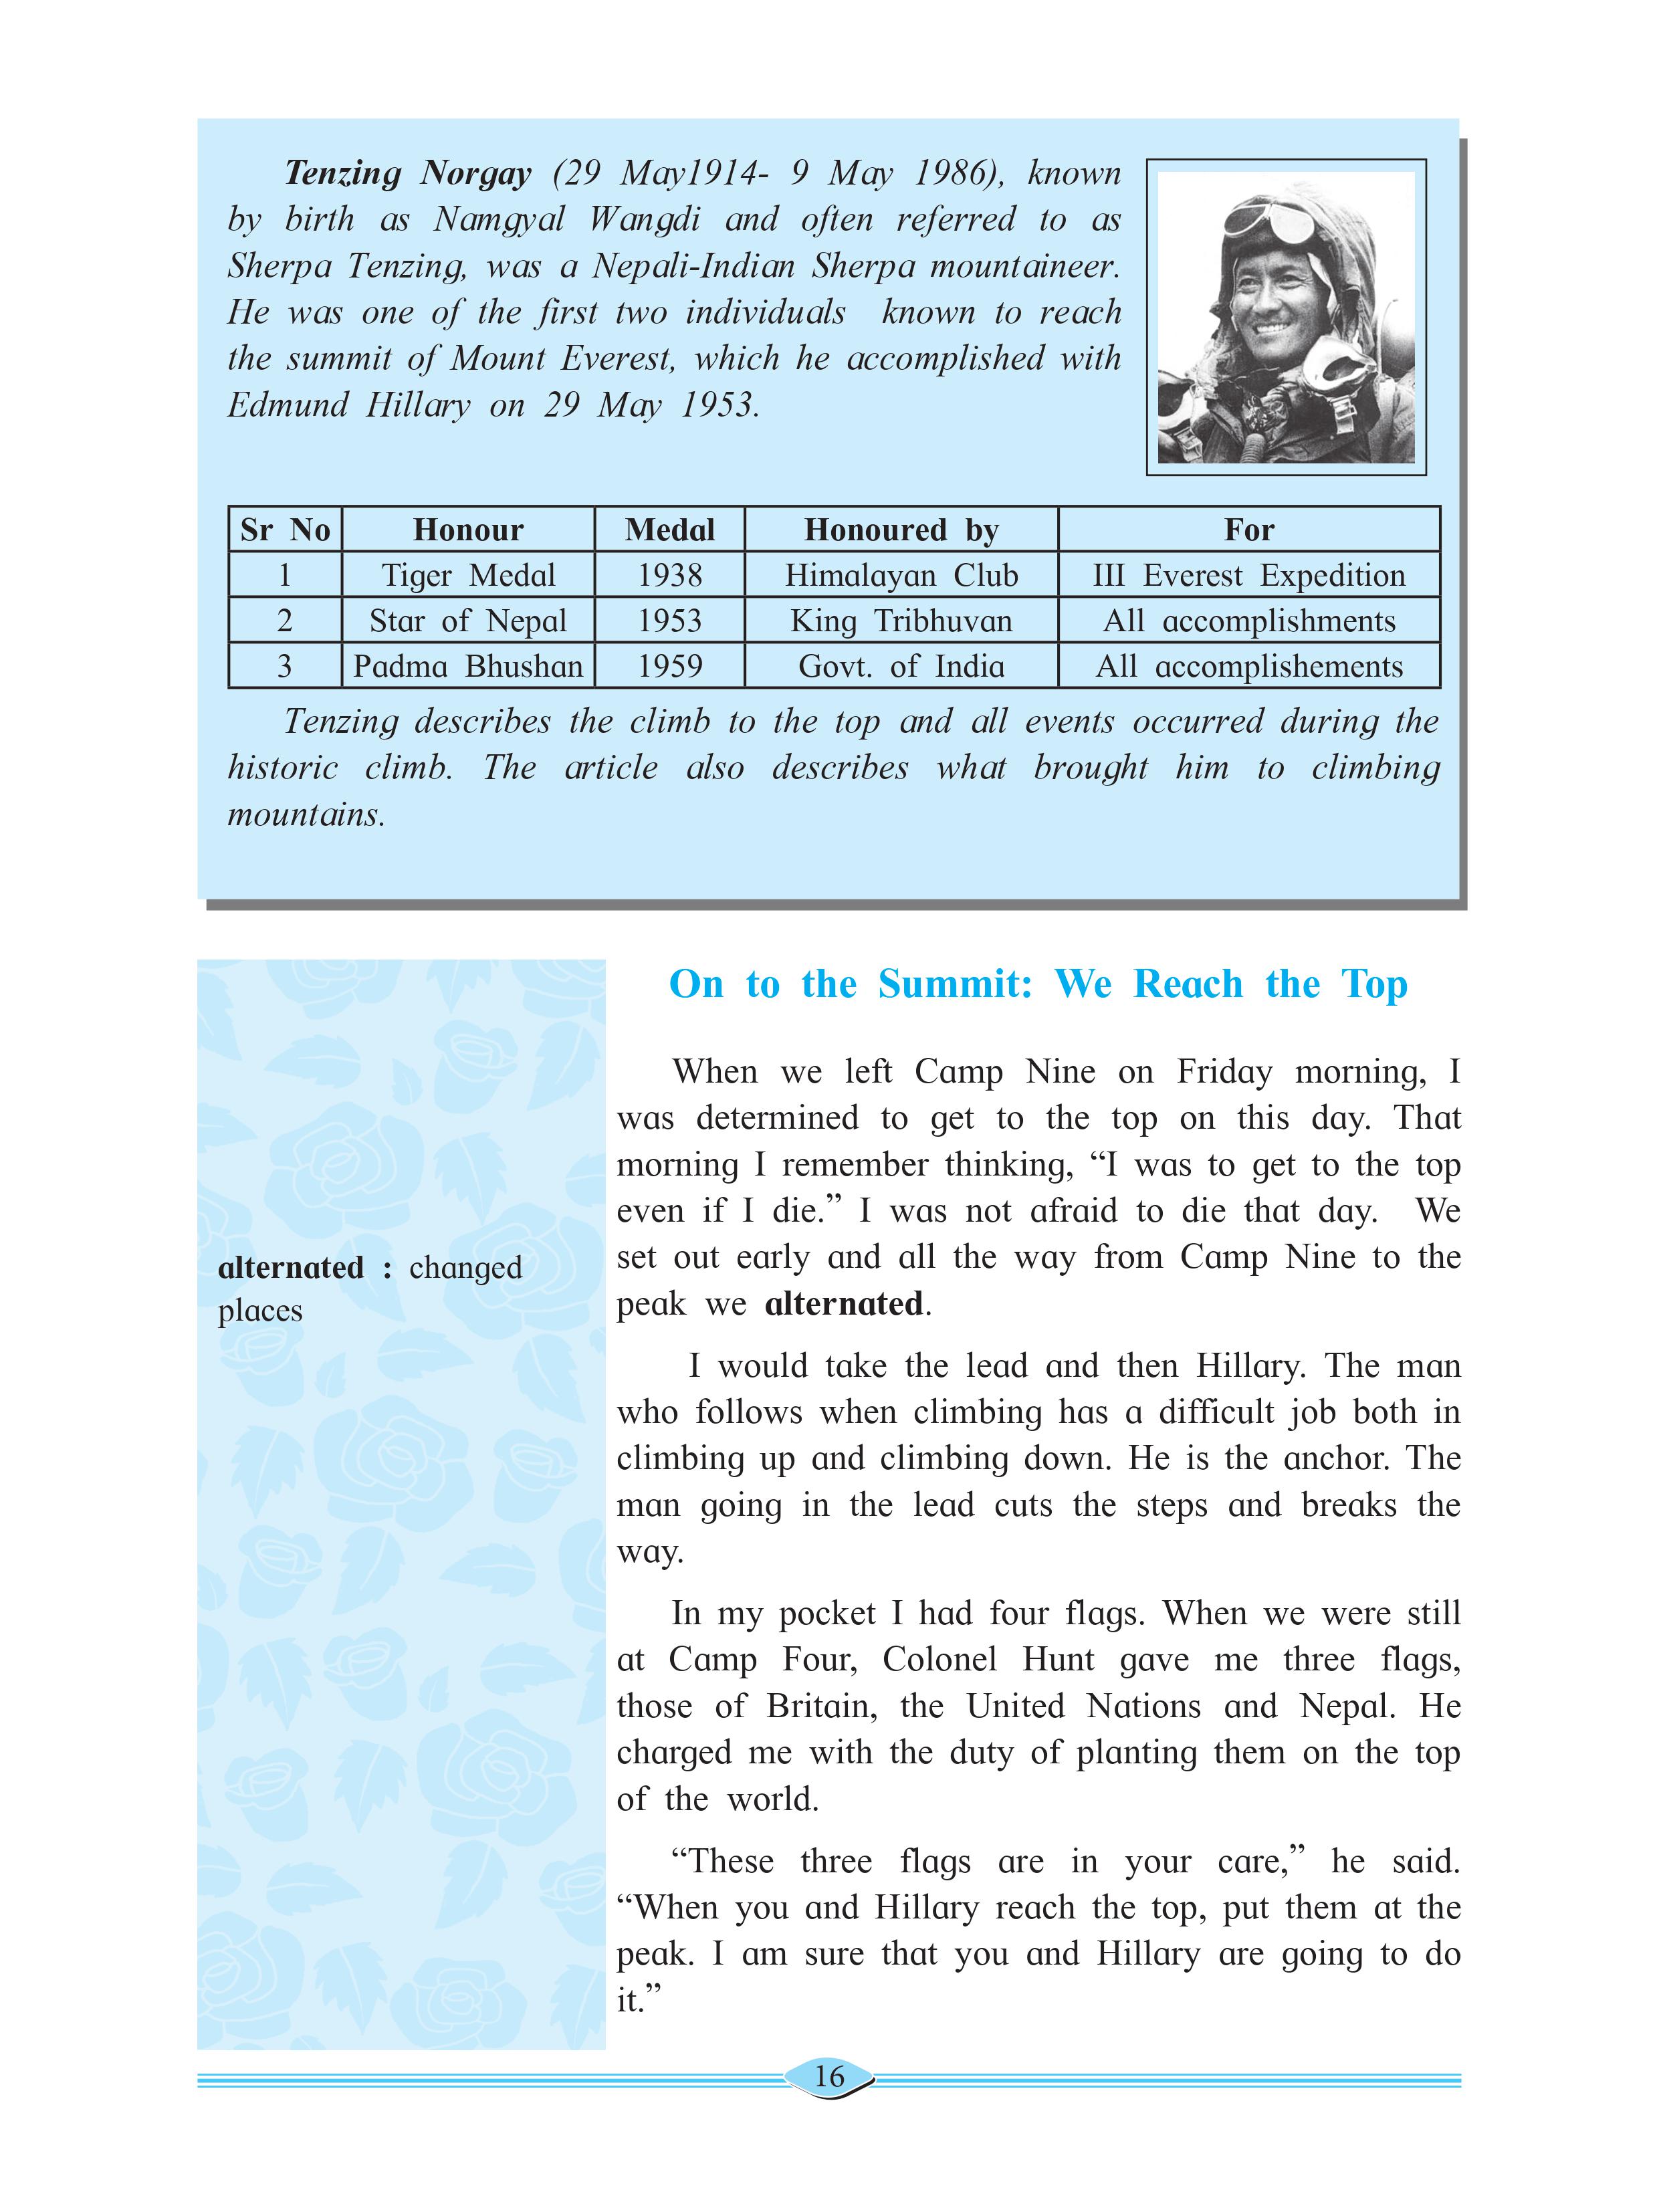 Tenzing Norgay (29 May1914- 9 May 1986), known
by birth as Namgyal Wangdi and often referred to as
Sherpa Tenzing, was a Nepali-Indian Sherpa mountaineer.
He was one of the first two individuals known to reach
the summit of Mount Everest, which he accomplished with
Edmund Hillary on 29 May 1953.
Sr No Honour Medal Honoured by For
1 Tiger Medal 1938 Himalayan Club III Everest Expedition
2 Star of Nepal 1953 King Tribhuvan All accomplishments
3 Padma Bhushan 1959 Govt. of India All accomplishements
Tenzing describes the climb to the top and all events occurred during the
historic climb. The article also describes what brought him to climbing
mountains.
On to the Summit: We Reach the Top
When we left Camp Nine on Friday morning, I
was determined to get to the top on this day. That
morning I remember thinking, “I was to get to the top
even if I die.” I was not afraid to die that day. We
set out early and all the way from Camp Nine to the
peak we alternated.
alternated : changed
places
I would take the lead and then Hillary. The man
who follows when climbing has a difficult job both in
climbing up and climbing down. He is the anchor. The
man going in the lead cuts the steps and breaks the
way.
In my pocket I had four flags. When we were still
at Camp Four, Colonel Hunt gave me three flags,
those of Britain, the United Nations and Nepal. He
charged me with the duty of planting them on the top
of the world.
“These three flags are in your care,” he said.
“When you and Hillary reach the top, put them at the
peak. I am sure that you and Hillary are going to do
it.”
16